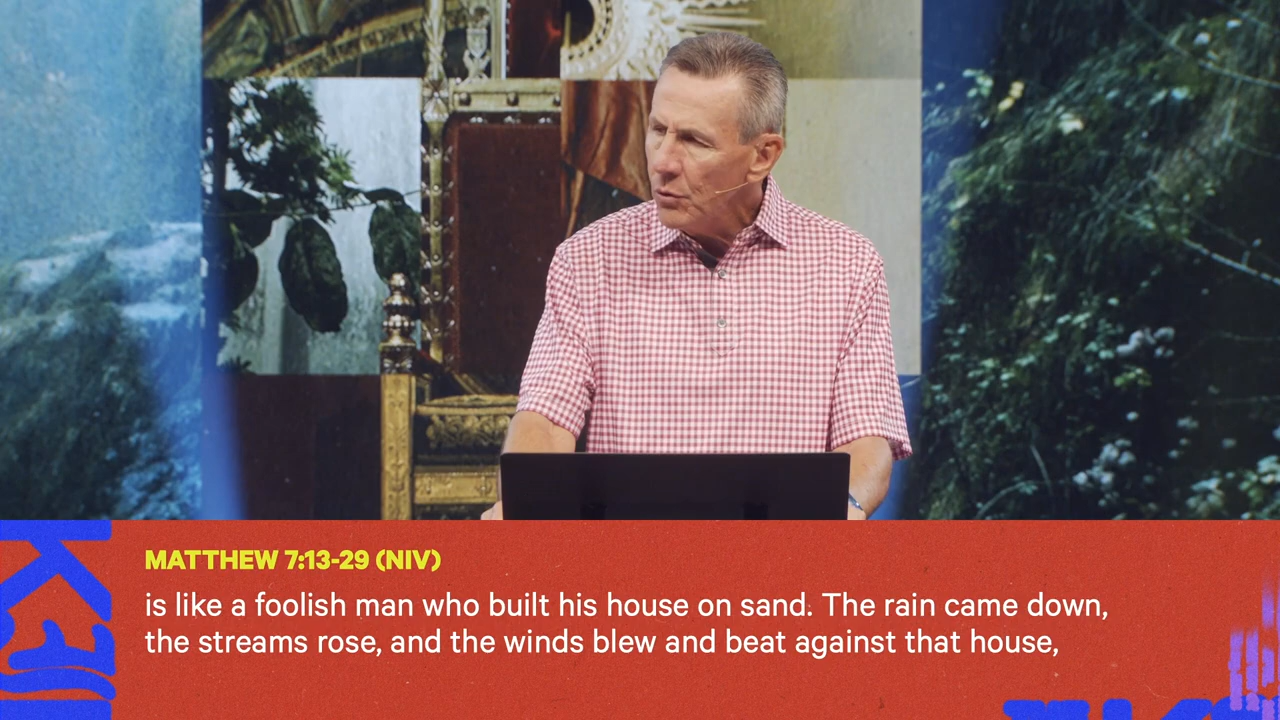 MATTHEW 7:13-29 (NIV)
is like a foolish man who built his house on sand. The rain came down,
the streams rose, and the winds blew and beat against that house,